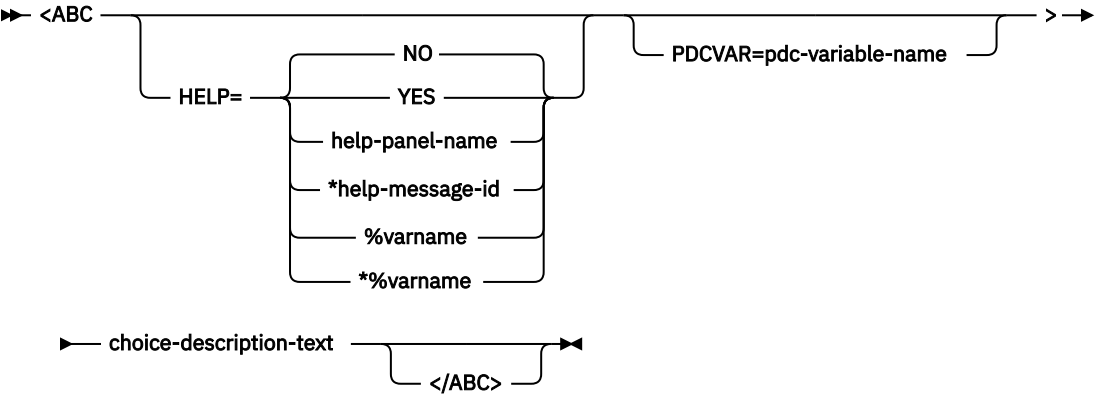 <ABC
NO
PDCVAR=pdc-variable-name
>
HELP=
YES
help-panel-name
*help-message-id
%varname
*%varname
choice-description-text
</ABC>